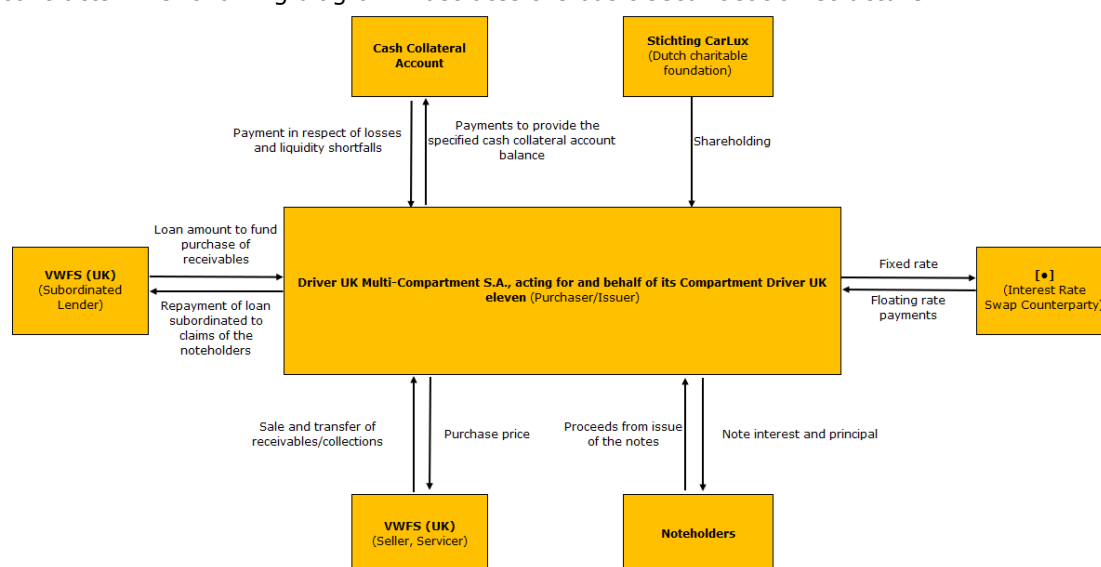 Cash Collateral
Account
Stichting CarLux
(Dutch charitable
foundation)
Payment in respect of losses
and liquidity shortfalls
Payments to provide the
specified cash collateral account
balance
Shareholding
Loan amount to fund
purchase of
receivables
VWFS (UK)
(Subordinated
Lender)
Repayment of loan
subordinated to
claims of the
noteholders
Driver UK Multi-Compartment S.A., acting for and behalf of its Compartment Driver UK
eleven (Purchaser/Issuer)
Fixed rate
Floating rate
payments
[●]
(Interest Rate
Swap Counterparty)
Sale and transfer of
receivables/collections
Purchase price
Proceeds from issue
of the notes
Note interest and principal
VWFS (UK)
(Seller, Servicer)
Noteholders